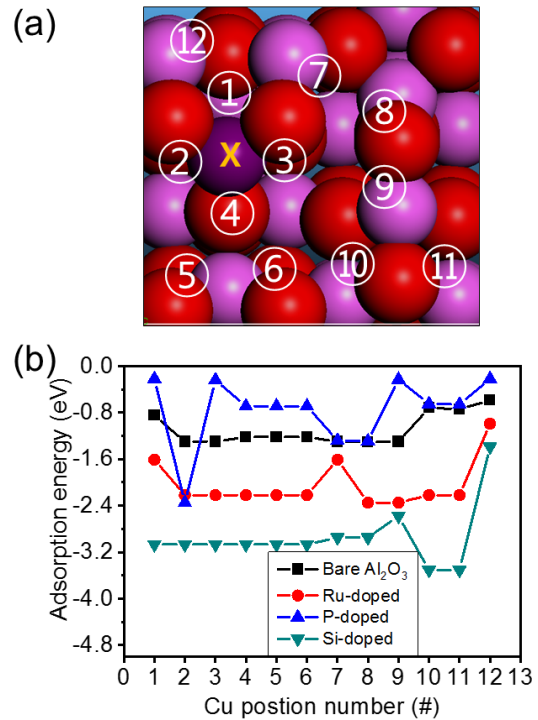 (a)
⑫
⑦
①
⑧
X
②
③
⑨
④
⑤
⑥
⑩
⑪
(b)
0.0
-0.8
-1.6
-2.4
-3.2
-4.0
-4.8
Adsorption energy (eV)
Bare Al₂O₃
Ru-doped
P-doped
Si-doped
0 1 2 3 4 5 6 7 8 9 10 11 12 13
Cu postion number (#)